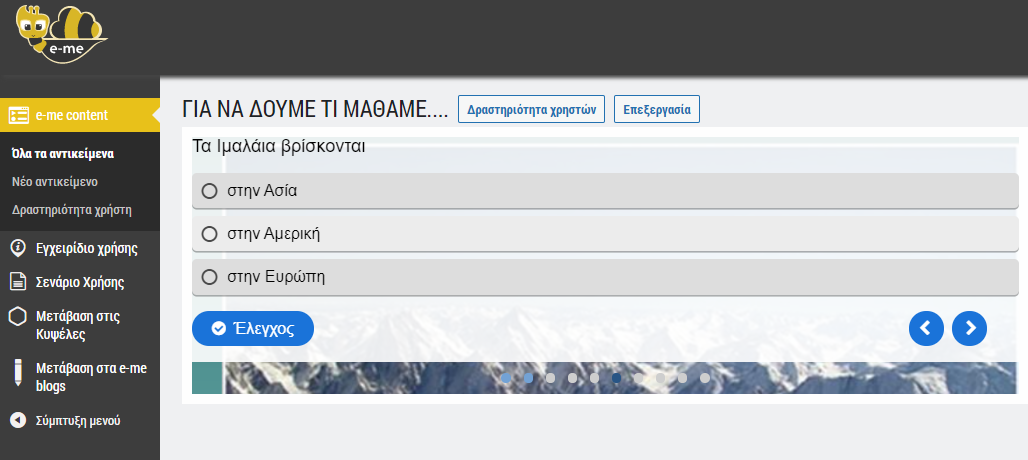 e-me
e-me content
Όλα τα αντικείμενα
Νέο αντικείμενο
Δραστηριότητα χρήστη
Εγχειρίδιο χρήσης
Σενάριο Χρήσης
Μετάβαση στις
Κυψέλες
Μετάβαση στα e-me
blogs
Σύμπτυξη μενού
ΓΙΑ ΝΑ ΔΟΥΜΕ ΤΙ ΜΑΘΑΜΕ.... Δραστηριότητα χρηστών Επεξεργασία
Τα Ιμαλάια βρίσκονται
στην Ασία
στην Αμερική
στην Ευρώπη
Έλεγχος